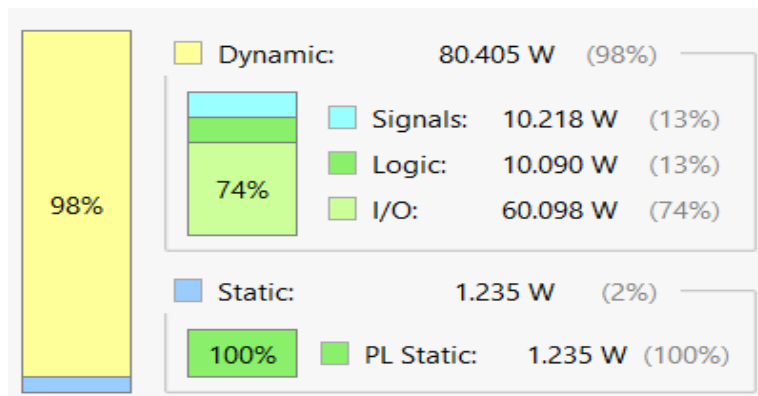 98%
Dynamic: 80.405 W (98%)
74%
Signals: 10.218 W (13%)
Logic: 10.090 W (13%)
I/O: 60.098 W (74%)
Static: 1.235 W (2%)
100%
PL Static: 1.235 W (100%)